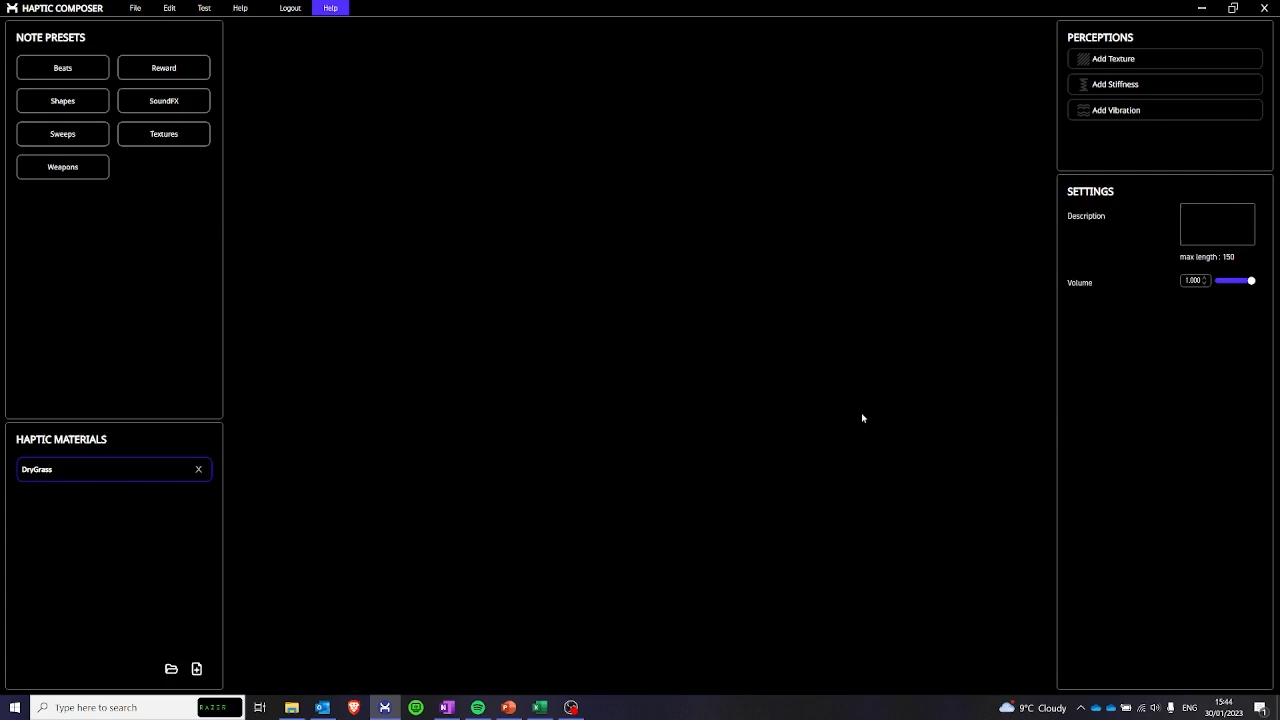 HAPTIC COMPOSER File Edit Test Help Logout Help
NOTE PRESETS
Beats Reward
Shapes SoundFX
Sweeps Textures
Weapons
HAPTIC MATERIALS
DryGrass X
PERCEPTIONS
Add Texture
Add Stiffness
Add Vibration
SETTINGS
Description
max length : 150
Volume 1.000
Type here to search RAZER 9°C Cloudy ENG 15:44
30/01/2023